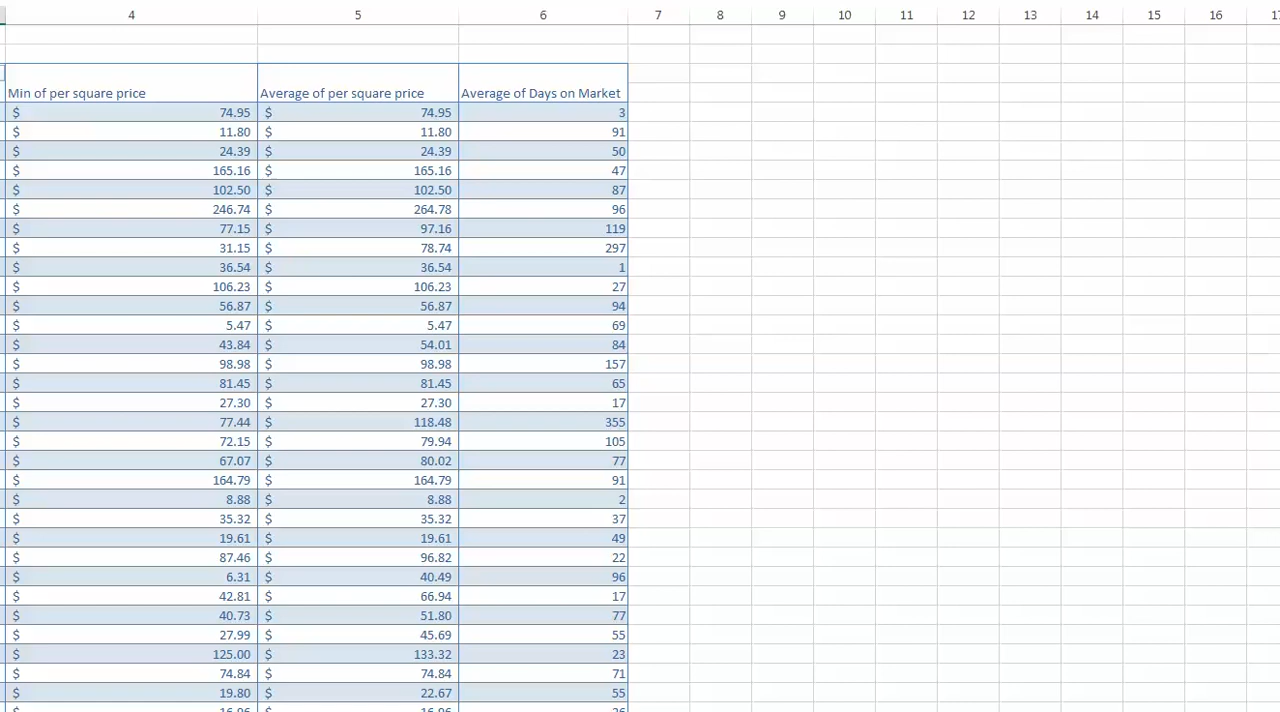 4 5 6 7 8 9 10 11 12 13 14 15 16
Min of per square price Average of per square price Average of Days on Market
$ 74.95 $ 74.95 3
$ 11.80 $ 11.80 91
$ 24.39 $ 24.39 50
$ 165.16 $ 165.16 47
$ 102.50 $ 102.50 87
$ 246.74 $ 264.78 96
$ 77.15 $ 97.16 119
$ 31.15 $ 78.74 297
$ 36.54 $ 36.54 1
$ 106.23 $ 106.23 27
$ 56.87 $ 56.87 94
$ 5.47 $ 5.47 69
$ 43.84 $ 54.01 84
$ 98.98 $ 98.98 157
$ 81.45 $ 81.45 65
$ 27.30 $ 27.30 17
$ 77.44 $ 118.48 355
$ 72.15 $ 79.94 105
$ 67.07 $ 80.02 77
$ 164.79 $ 164.79 91
$ 8.88 $ 8.88 2
$ 35.32 $ 35.32 37
$ 19.61 $ 19.61 49
$ 87.46 $ 96.82 22
$ 6.31 $ 40.49 96
$ 42.81 $ 66.94 17
$ 40.73 $ 51.80 77
$ 27.99 $ 45.69 55
$ 125.00 $ 133.32 23
$ 74.84 $ 74.84 71
$ 19.80 $ 22.67 55